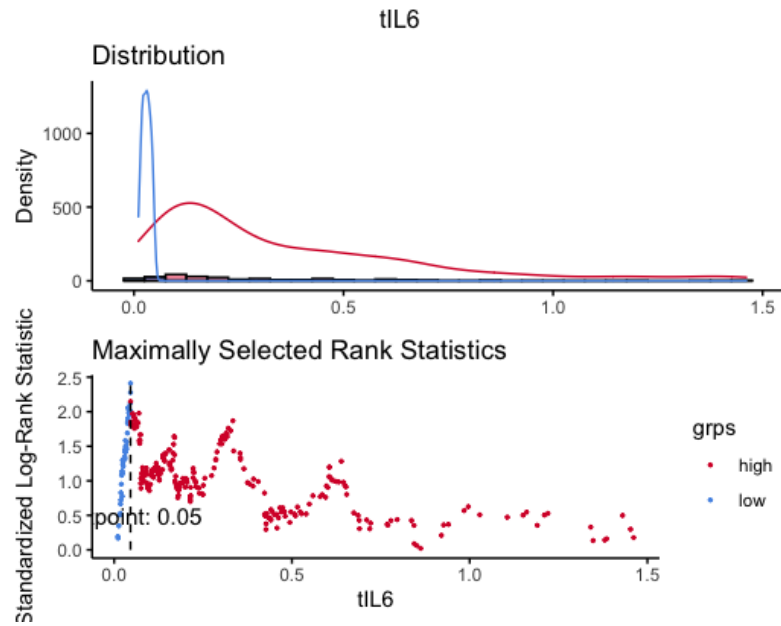 tIL6
Distribution
Density
1000
500
0
0.0 0.5 1.0 1.5
Maximally Selected Rank Statistics
Standardized Log-Rank Statistic
2.5
2.0
1.5
1.0
0.5
0.0
point: 0.05
0.0 0.5 1.0 1.5
tIL6
grps
high
low